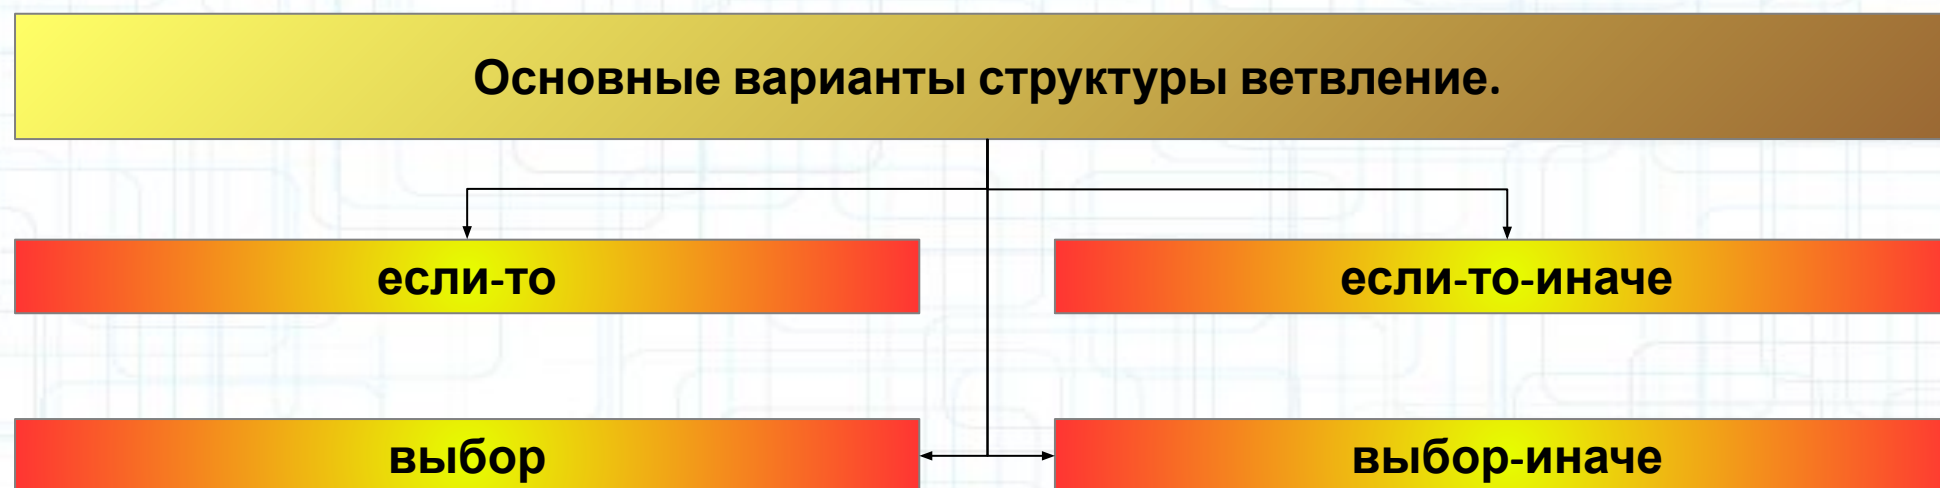 Основные варианты структуры ветвление.
если-то
если-то-иначе
выбор
выбор-иначе